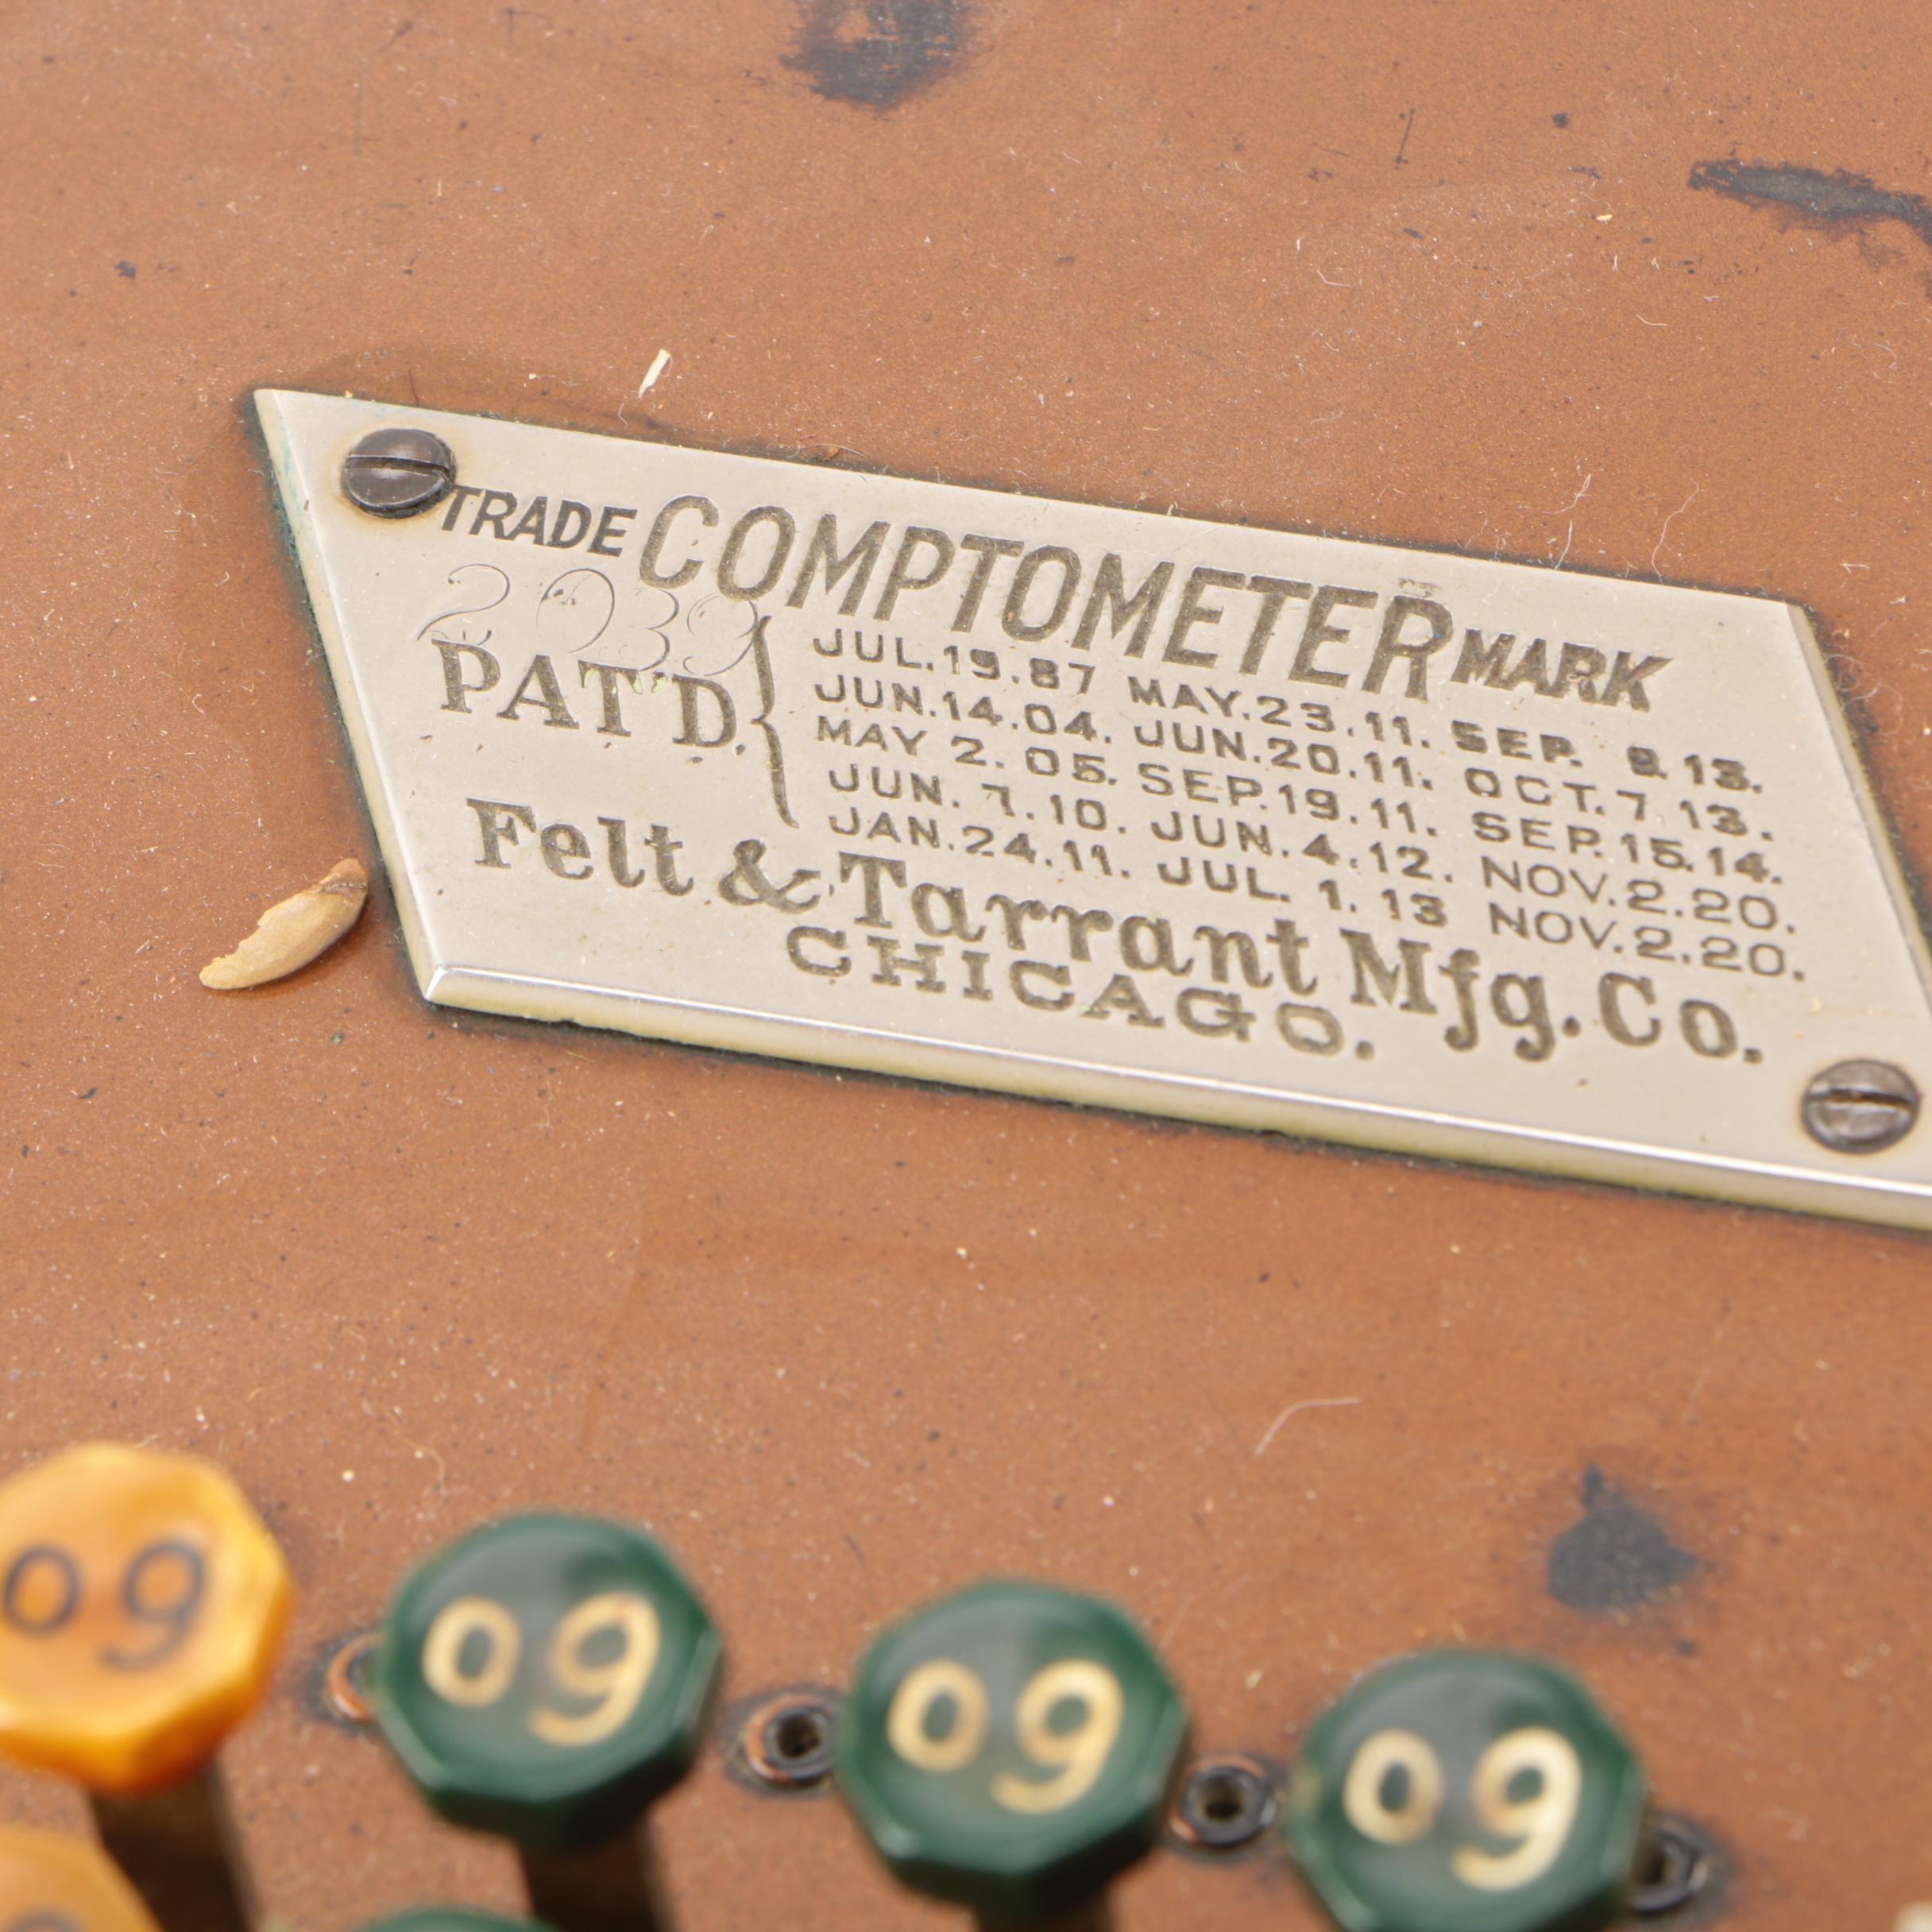 TRADE COMPTOMETER MARK
2039
PAT'D.
JUL.19.87 MAY.23.11. SEP. 9.13.
JUN.14.04. JUN.20.11. OCT.7.13.
MAY 2.05. SEP.19.11. SEP.15.14.
JUN. 7.10. JUN.4.12. NOV.2.20.
JAN.24.11. JUL. 1. 13 NOV.2.20.
Felt & Tarrant Mfg. Co.
CHICAGO.
09 09 09 09